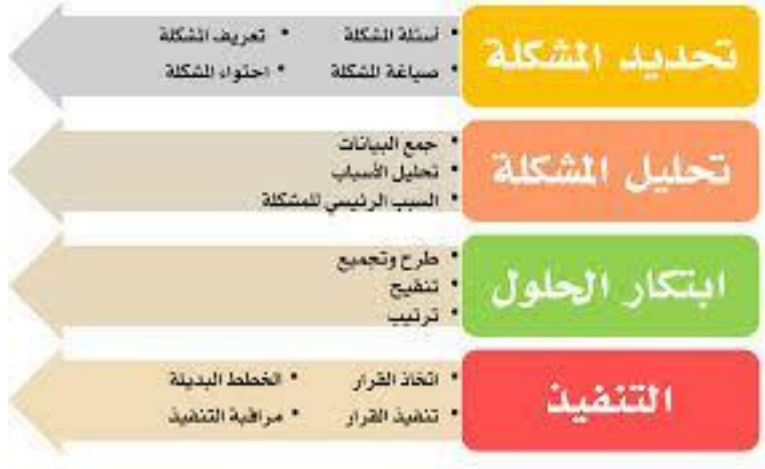 تحديد المشكلة
• أسئلة المشكلة • تعريف المشكلة
• صياغة المشكلة • احتواء المشكلة
تحليل المشكلة
• جمع البيانات
• تحليل الأسباب
• السبب الرئيسي للمشكلة
ابتكار الحلول
• طرح وتجميع
• تنقيح
• ترتيب
التنفيذ
• اتخاذ القرار • الخطط البديلة
• تنفيذ القرار • مراقبة التنفيذ